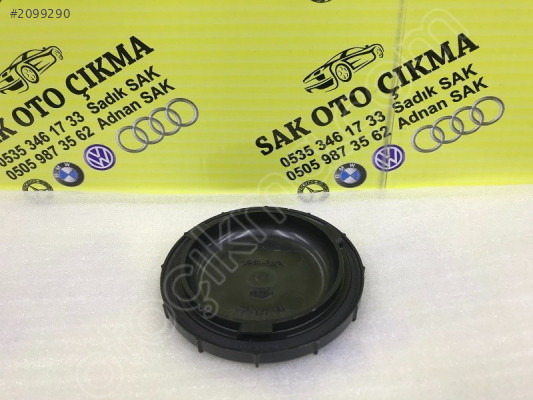 #2099290
SAK OTO ÇIKMA
0535 346 17 33 Sadık SAK
0505 987 35 62 Adnan SAK
SAK OTO ÇIKMA
0535 346 17 33 Sadık SAK
0505 987 35 62 Adnan SAK